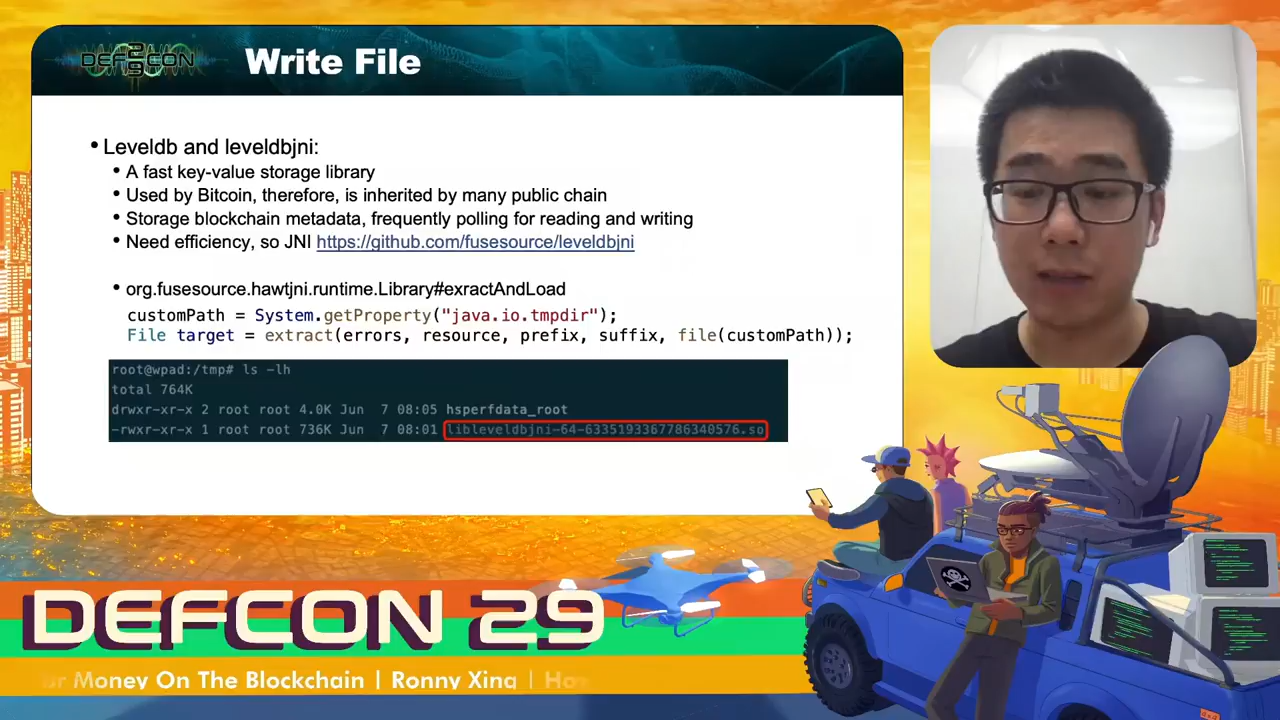 DEFCON
29
Write File
• Leveldb and leveldbjni:
• A fast key-value storage library
• Used by Bitcoin, therefore, is inherited by many public chain
• Storage blockchain metadata, frequently polling for reading and writing
• Need efficiency, so JNI https://github.com/fusesource/leveldbjni
• org.fusesource.hawtjni.runtime.Library#exractAndLoad
customPath = System.getProperty("java.io.tmpdir");
File target = extract(errors, resource, prefix, suffix, file(customPath));
root@wpad:/tmp# ls -lh
total 764K
drwxr-xr-x 2 root root 4.0K Jun 7 08:05 hsperfdata_root
-rwxr-xr-x 1 root root 736K Jun 7 08:01 libleveldbjni-64-6335193367786340576.so
DEFCON 29
Money On The Blockchain | Ronny Xing |